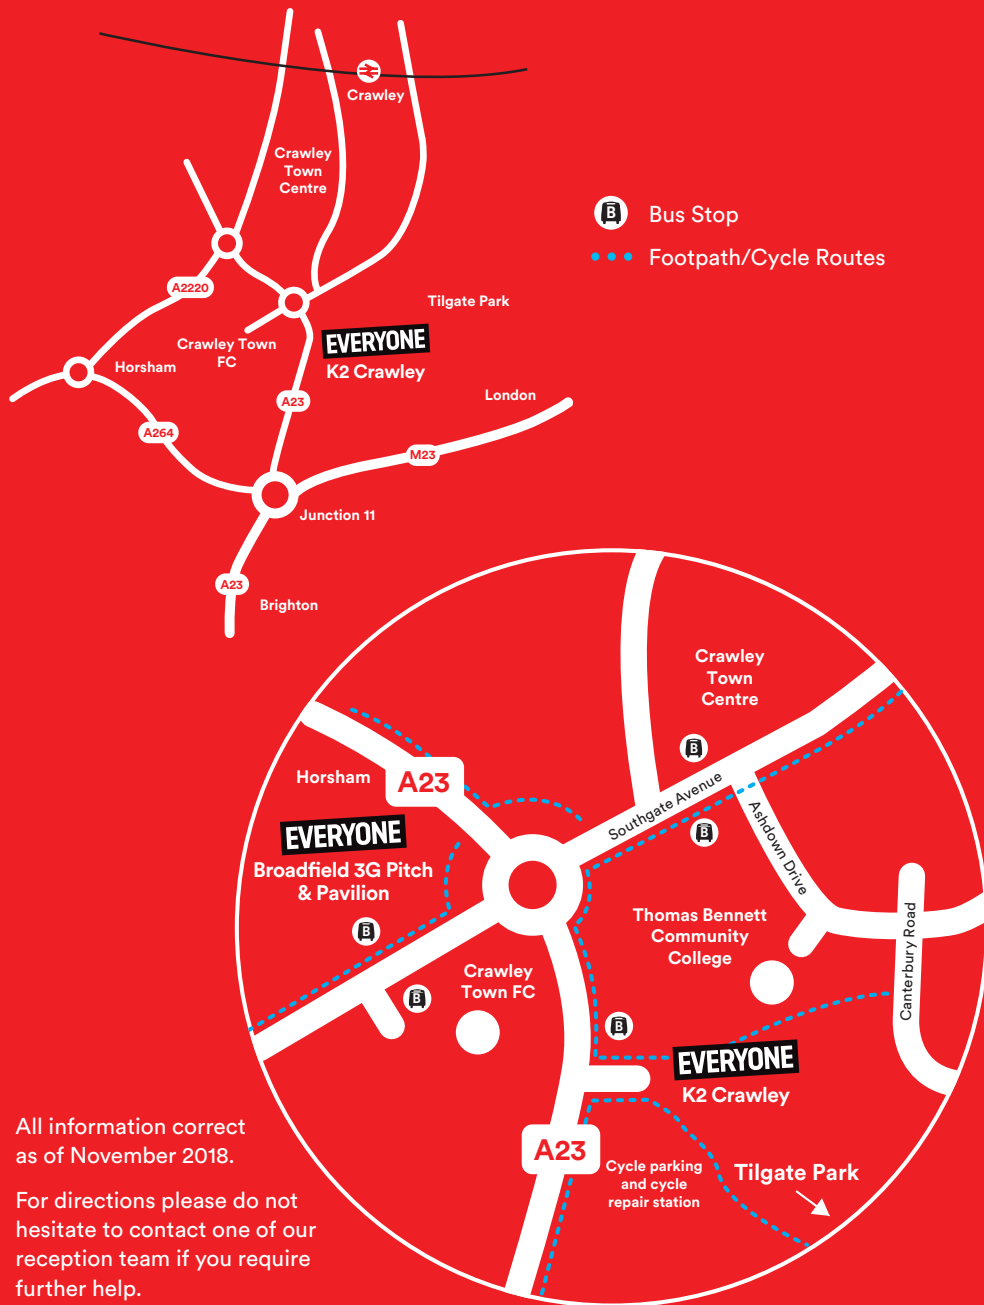 Crawley
Crawley
Town
Centre
B
Bus Stop
Footpath/Cycle Routes
A2220
Tilgate Park
EVERYONE
K2 Crawley
Crawley Town
FC
Horsham
A23
London
A264
M23
Junction 11
A23
Brighton
Crawley
Town
Centre
B
Horsham
A23
Southgate Avenue
B
Ashdown Drive
EVERYONE
Broadfield 3G Pitch
& Pavilion
B
Thomas Bennett
Community
College
Canterbury Road
Crawley
Town FC
B
B
EVERYONE
K2 Crawley
A23
Cycle parking
and cycle
repair station
Tilgate Park
All information correct
as of November 2018.
For directions please do not
hesitate to contact one of our
reception team if you require
further help.